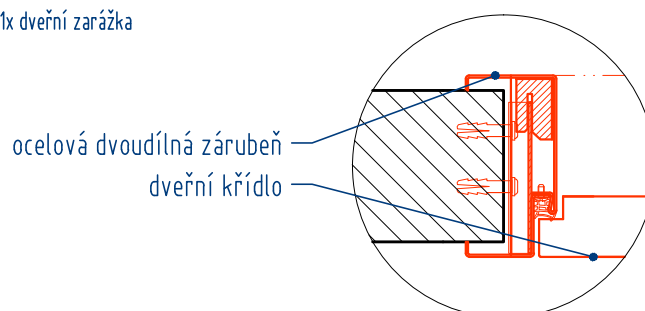 1x dveřní zarážka
ocelová dvoudílná zárubeň
dveřní křídlo